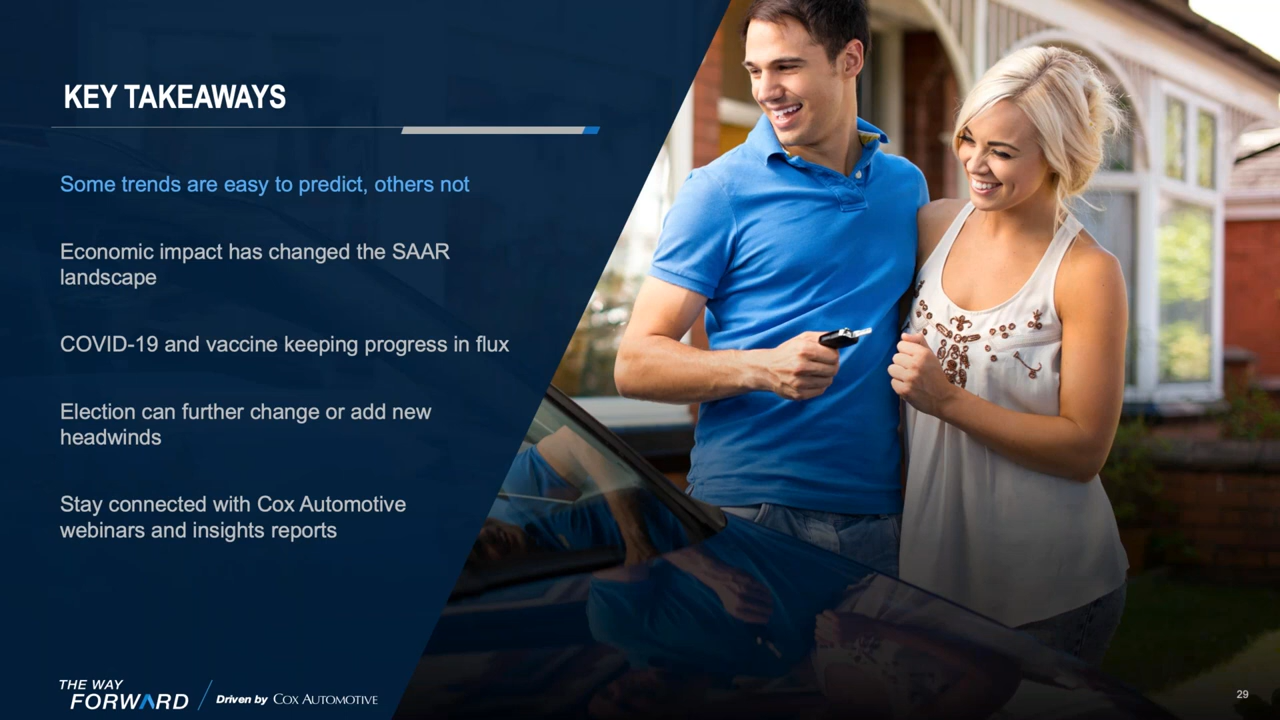 KEY TAKEAWAYS
Some trends are easy to predict, others not
Economic impact has changed the SAAR
landscape
COVID-19 and vaccine keeping progress in flux
Election can further change or add new
headwinds
Stay connected with Cox Automotive
webinars and insights reports
THE WAY
FORWARD
Driven by COX AUTOMOTIVE
29